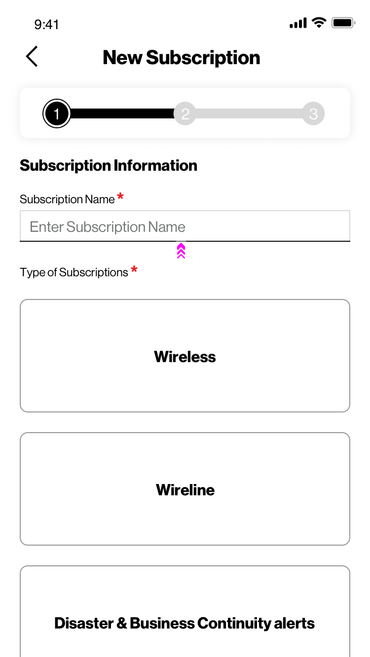 9:41
New Subscription
1 2 3
Subscription Information
Subscription Name *
Enter Subscription Name
Type of Subscriptions *
Wireless
Wireline
Disaster & Business Continuity alerts